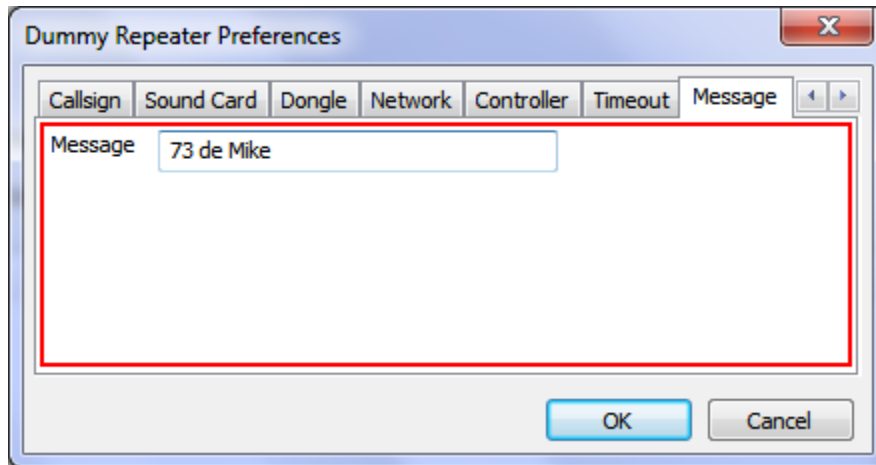 Dummy Repeater Preferences
Callsign Sound Card Dongle Network Controller Timeout Message
Message 73 de Mike
OK Cancel